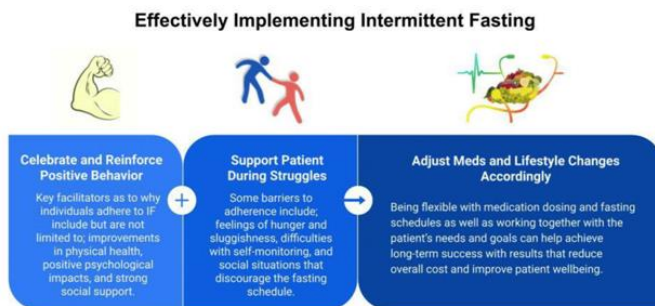 Effectively Implementing Intermittent Fasting
Celebrate and Reinforce
Positive Behavior
Key facilitators as to why
individuals adhere to IF
include but are not
limited to; improvements
in physical health,
positive psychological
impacts, and strong
social support.
+
Support Patient
During Struggles
Some barriers to
adherence include;
feelings of hunger and
sluggishness, difficulties
with self-monitoring, and
social situations that
discourage the fasting
schedule.
Adjust Meds and Lifestyle Changes
Accordingly
Being flexible with medication dosing and fasting
schedules as well as working together with the
patient's needs and goals can help achieve
long-term success with results that reduce
overall cost and improve patient wellbeing.